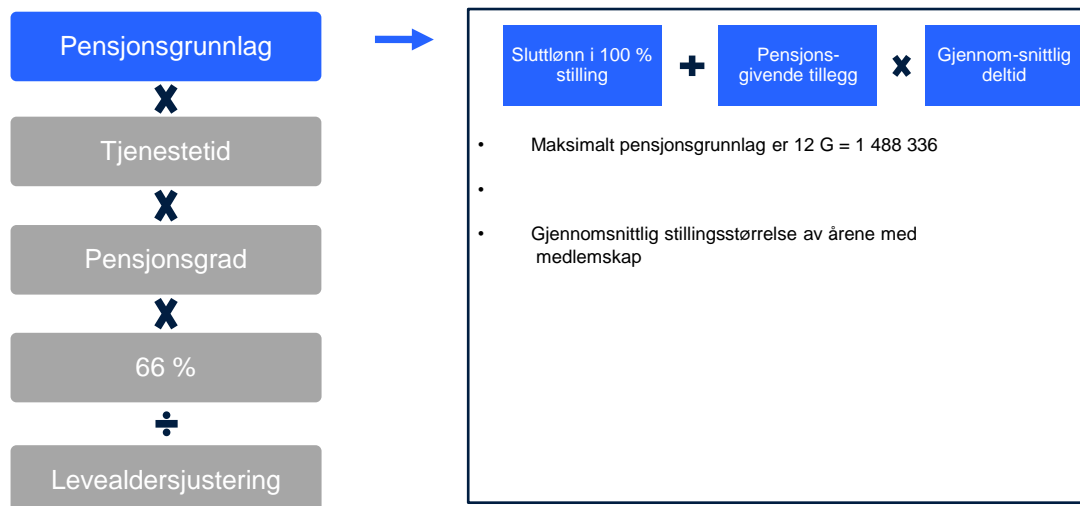 Pensjonsgrunnlag
Tjenestetid
Pensjonsgrad
66 %
÷
Levealdersjustering
Sluttlønn i 100 %
stilling
+
Pensjons-
givende tillegg
×
Gjennom-snittlig
deltid
• Maksimalt pensjonsgrunnlag er 12 G = 1 488 336
•
• Gjennomsnittlig stillingsstørrelse av årene med
medlemskap